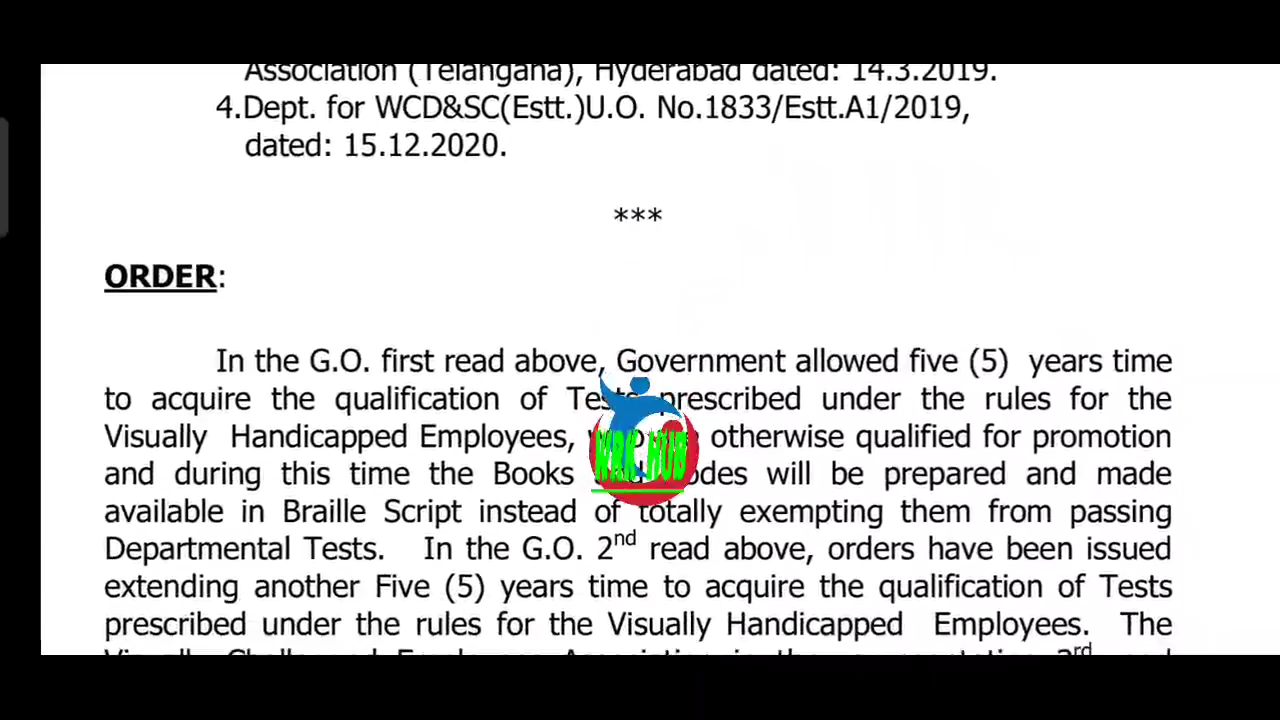 Association (Telangana), Hyderabad dated: 14.3.2019.
4.Dept. for WCD&SC(Estt.)U.O. No.1833/Estt.A1/2019,
dated: 15.12.2020.
***
ORDER:
In the G.O. first read above, Government allowed five (5) years time
to acquire the qualification of Tests prescribed under the rules for the
Visually Handicapped Employees, otherwise qualified for promotion
and during this time the Books will be prepared and made
available in Braille Script instead of totally exempting them from passing
Departmental Tests. In the G.O. 2nd read above, orders have been issued
extending another Five (5) years time to acquire the qualification of Tests
prescribed under the rules for the Visually Handicapped Employees. The
WRK HUB